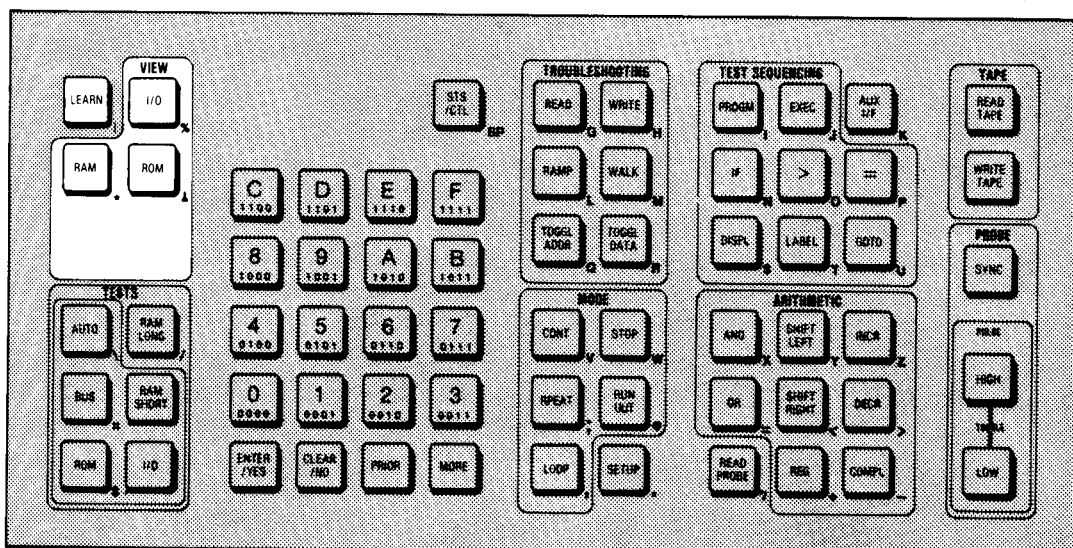 VIEW
LEARN
I/O
%
RAM
ROM
TESTS
AUTO
RAM LONG
/
BUS
RAM SHORT
ROM
$
I/O
STS /CTL
SP
C 1100
D 1101
E 1110
F 1111
8 1000
9 1001
A 1010
B 1011
4 0100
5 0101
6 0110
7 0111
0 0000
1 0001
2 0010
3 0011
ENTER /YES
CLEAR /NO
PRIOR
MORE
TROUBLESHOOTING
READ
G
WRITE
H
RAMP
L
WALK
M
TOGGL ADDR
Q
TOGGL DATA
R
MODE
CONT
V
STOP
W
RPEAT
;
RUN UUT
@
LOOP
SETUP
TEST SEQUENCING
PROGM
I
EXEC
J
AUX I/F
K
IF
N
>
O
=
P
DISPL
S
LABEL
T
GOTO
U
ARITHMETIC
AND
X
SHIFT LEFT
Y
INCR
Z
OR
=
SHIFT RIGHT
<
DECR
>
READ PROBE
REG
+
COMPL
–
TAPE
READ TAPE
WRITE TAPE
PROBE
SYNC
PULSE
HIGH
LOW